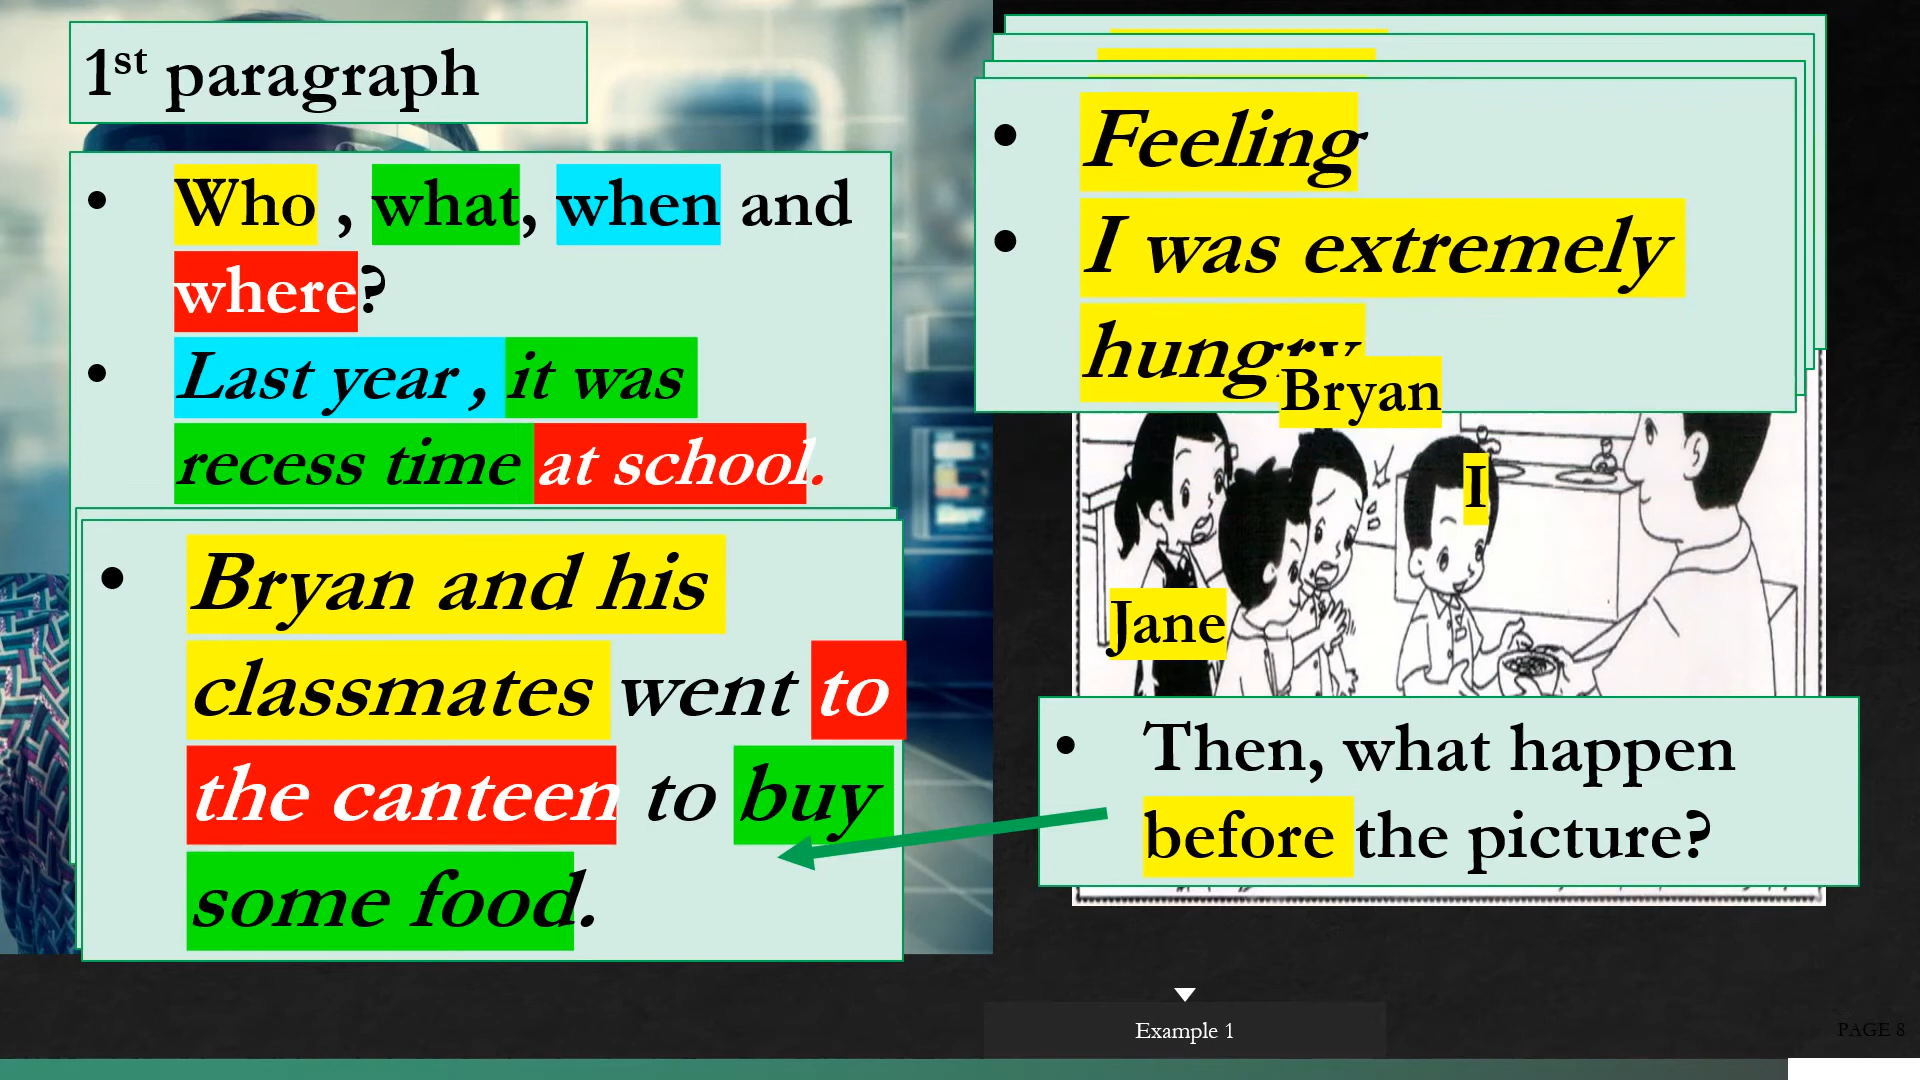 1st paragraph
• Who , what, when and
where?
• Last year , it was
recess time at school.
• Bryan and his
classmates went to
the canteen to buy
some food.
• Feeling
• I was extremely
hungry
Bryan
I
Jane
• Then, what happen
before the picture?
Example 1
PAGE 8